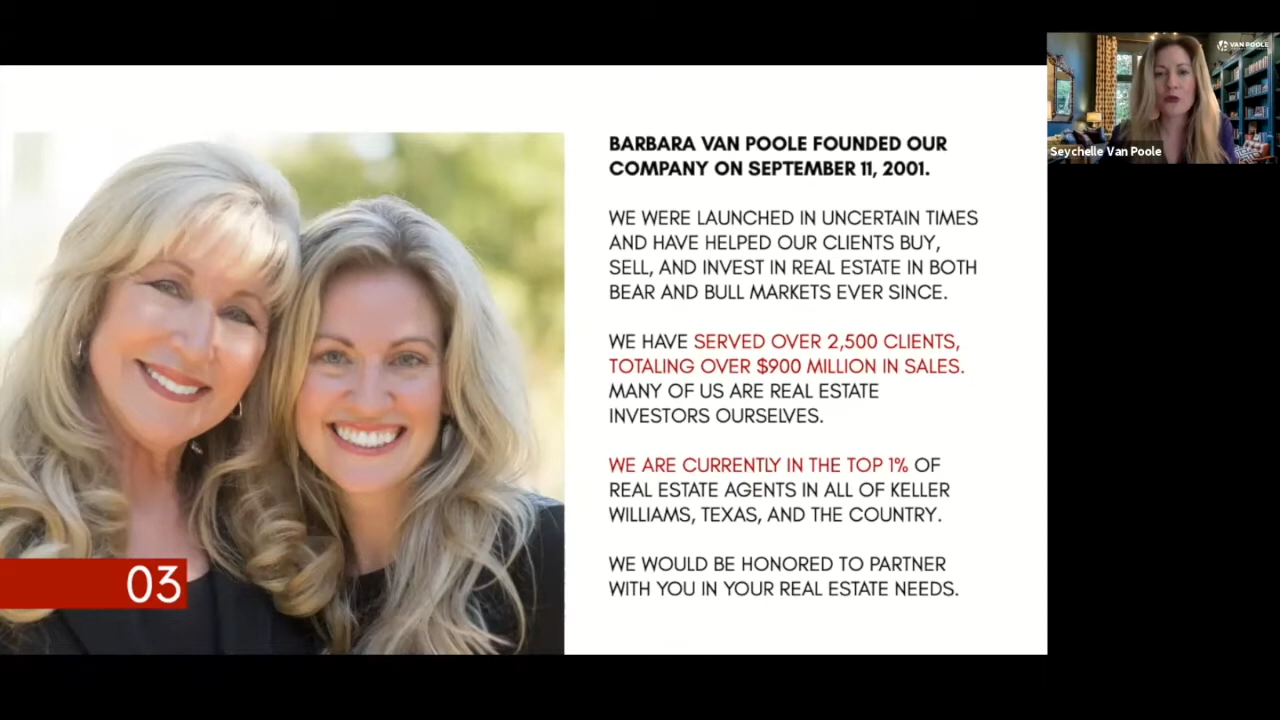 BARBARA VAN POOLE FOUNDED OUR
COMPANY ON SEPTEMBER 11, 2001.
WE WERE LAUNCHED IN UNCERTAIN TIMES
AND HAVE HELPED OUR CLIENTS BUY,
SELL, AND INVEST IN REAL ESTATE IN BOTH
BEAR AND BULL MARKETS EVER SINCE.
WE HAVE SERVED OVER 2,500 CLIENTS,
TOTALING OVER $900 MILLION IN SALES.
MANY OF US ARE REAL ESTATE
INVESTORS OURSELVES.
WE ARE CURRENTLY IN THE TOP 1% OF
REAL ESTATE AGENTS IN ALL OF KELLER
WILLIAMS, TEXAS, AND THE COUNTRY.
WE WOULD BE HONORED TO PARTNER
WITH YOU IN YOUR REAL ESTATE NEEDS.
03
VAN POOLE
Seychelle Van Poole